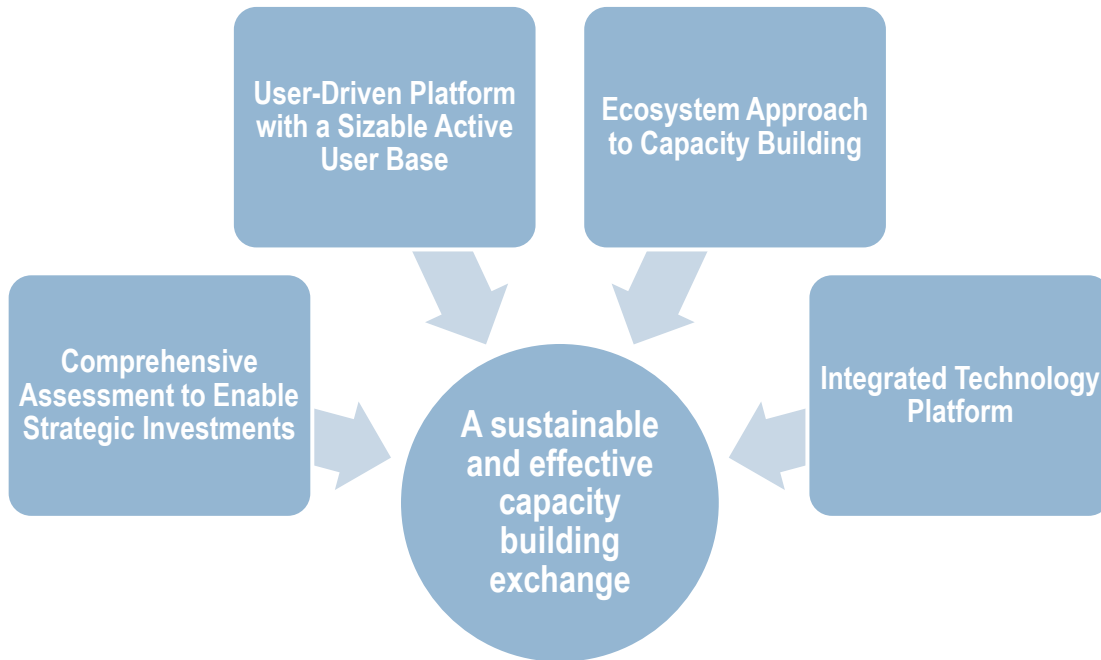 User-Driven Platform
with a Sizable Active
User Base
Ecosystem Approach
to Capacity Building
Comprehensive
Assessment to Enable
Strategic Investments
Integrated Technology
Platform
A sustainable
and effective
capacity
building
exchange